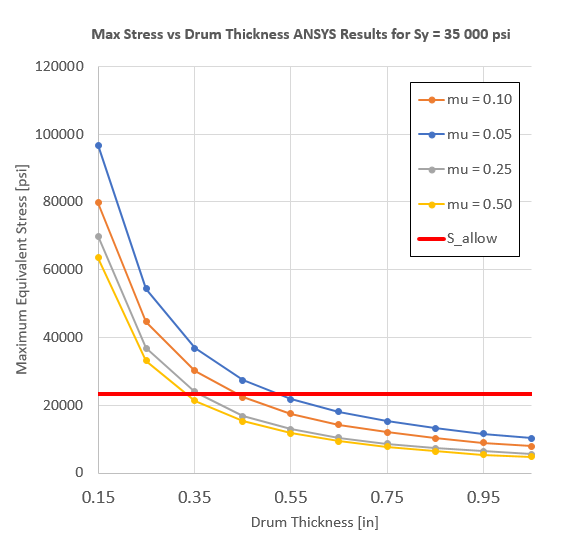 Max Stress vs Drum Thickness ANSYS Results for Sy = 35 000 psi
120000
100000
80000
60000
40000
20000
0
Maximum Equivalent Stress [psi]
mu = 0.10
mu = 0.05
mu = 0.25
mu = 0.50
S_allow
0.15
0.35
0.55
0.75
0.95
Drum Thickness [in]